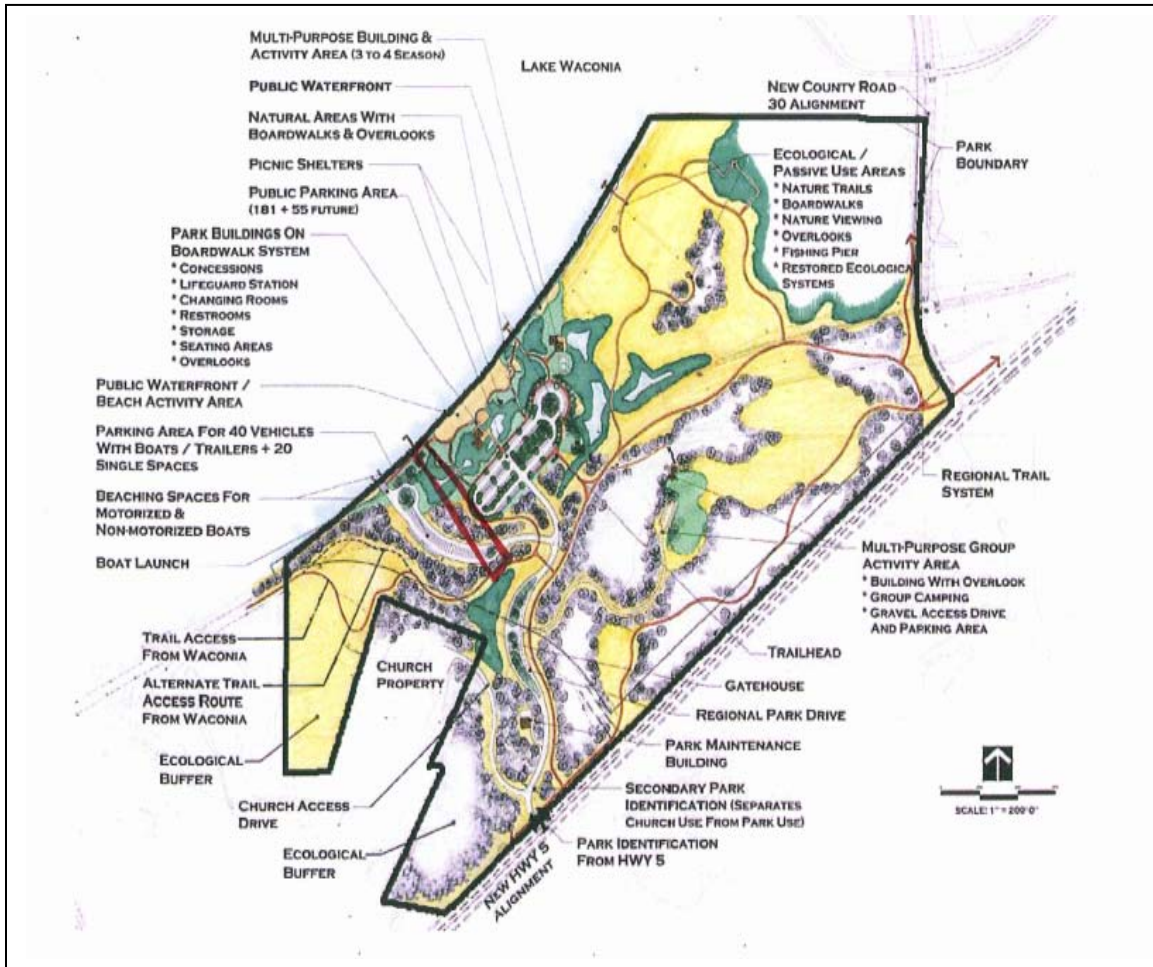 MULTI-PURPOSE BUILDING &
ACTIVITY AREA (3 TO 4 SEASON)
PUBLIC WATERFRONT
NATURAL AREAS WITH
BOARDWALKS & OVERLOOKS
PICNIC SHELTERS
PUBLIC PARKING AREA
(181 + 55 FUTURE)
PARK BUILDINGS ON
BOARDWALK SYSTEM
* CONCESSIONS
* LIFEGUARD STATION
* CHANGING ROOMS
* RESTROOMS
* STORAGE
* SEATING AREAS
* OVERLOOKS
PUBLIC WATERFRONT /
BEACH ACTIVITY AREA
PARKING AREA FOR 40 VEHICLES
WITH BOATS / TRAILERS + 20
SINGLE SPACES
BEACHING SPACES FOR
MOTORIZED &
NON-MOTORIZED BOATS
BOAT LAUNCH
TRAIL ACCESS
FROM WACONIA
ALTERNATE TRAIL
ACCESS ROUTE
FROM WACONIA
ECOLOGICAL
BUFFER
CHURCH ACCESS
DRIVE
ECOLOGICAL
BUFFER
CHURCH
PROPERTY
LAKE WACONIA
NEW COUNTY ROAD
30 ALIGNMENT
PARK
BOUNDARY
ECOLOGICAL /
PASSIVE USE AREAS
* NATURE TRAILS
* BOARDWALKS
* NATURE VIEWING
* OVERLOOKS
* FISHING PIER
* RESTORED ECOLOGICA
SYSTEMS
REGIONAL TRAIL
SYSTEM
MULTI-PURPOSE GROUP
ACTIVITY AREA
* BUILDING WITH OVERLOOK
* GROUP CAMPING
* GRAVEL ACCESS DRIVE
AND PARKING AREA
TRAILHEAD
GATEHOUSE
REGIONAL PARK DRIVE
PARK MAINTENANCE
BUILDING
SECONDARY PARK
IDENTIFICATION (SEPARATES
CHURCH USE FROM PARK USE)
PARK IDENTIFICATION
FROM HWY 5
NEW HWY 5
ALIGNMENT
SCALE: 1" = 200'0"